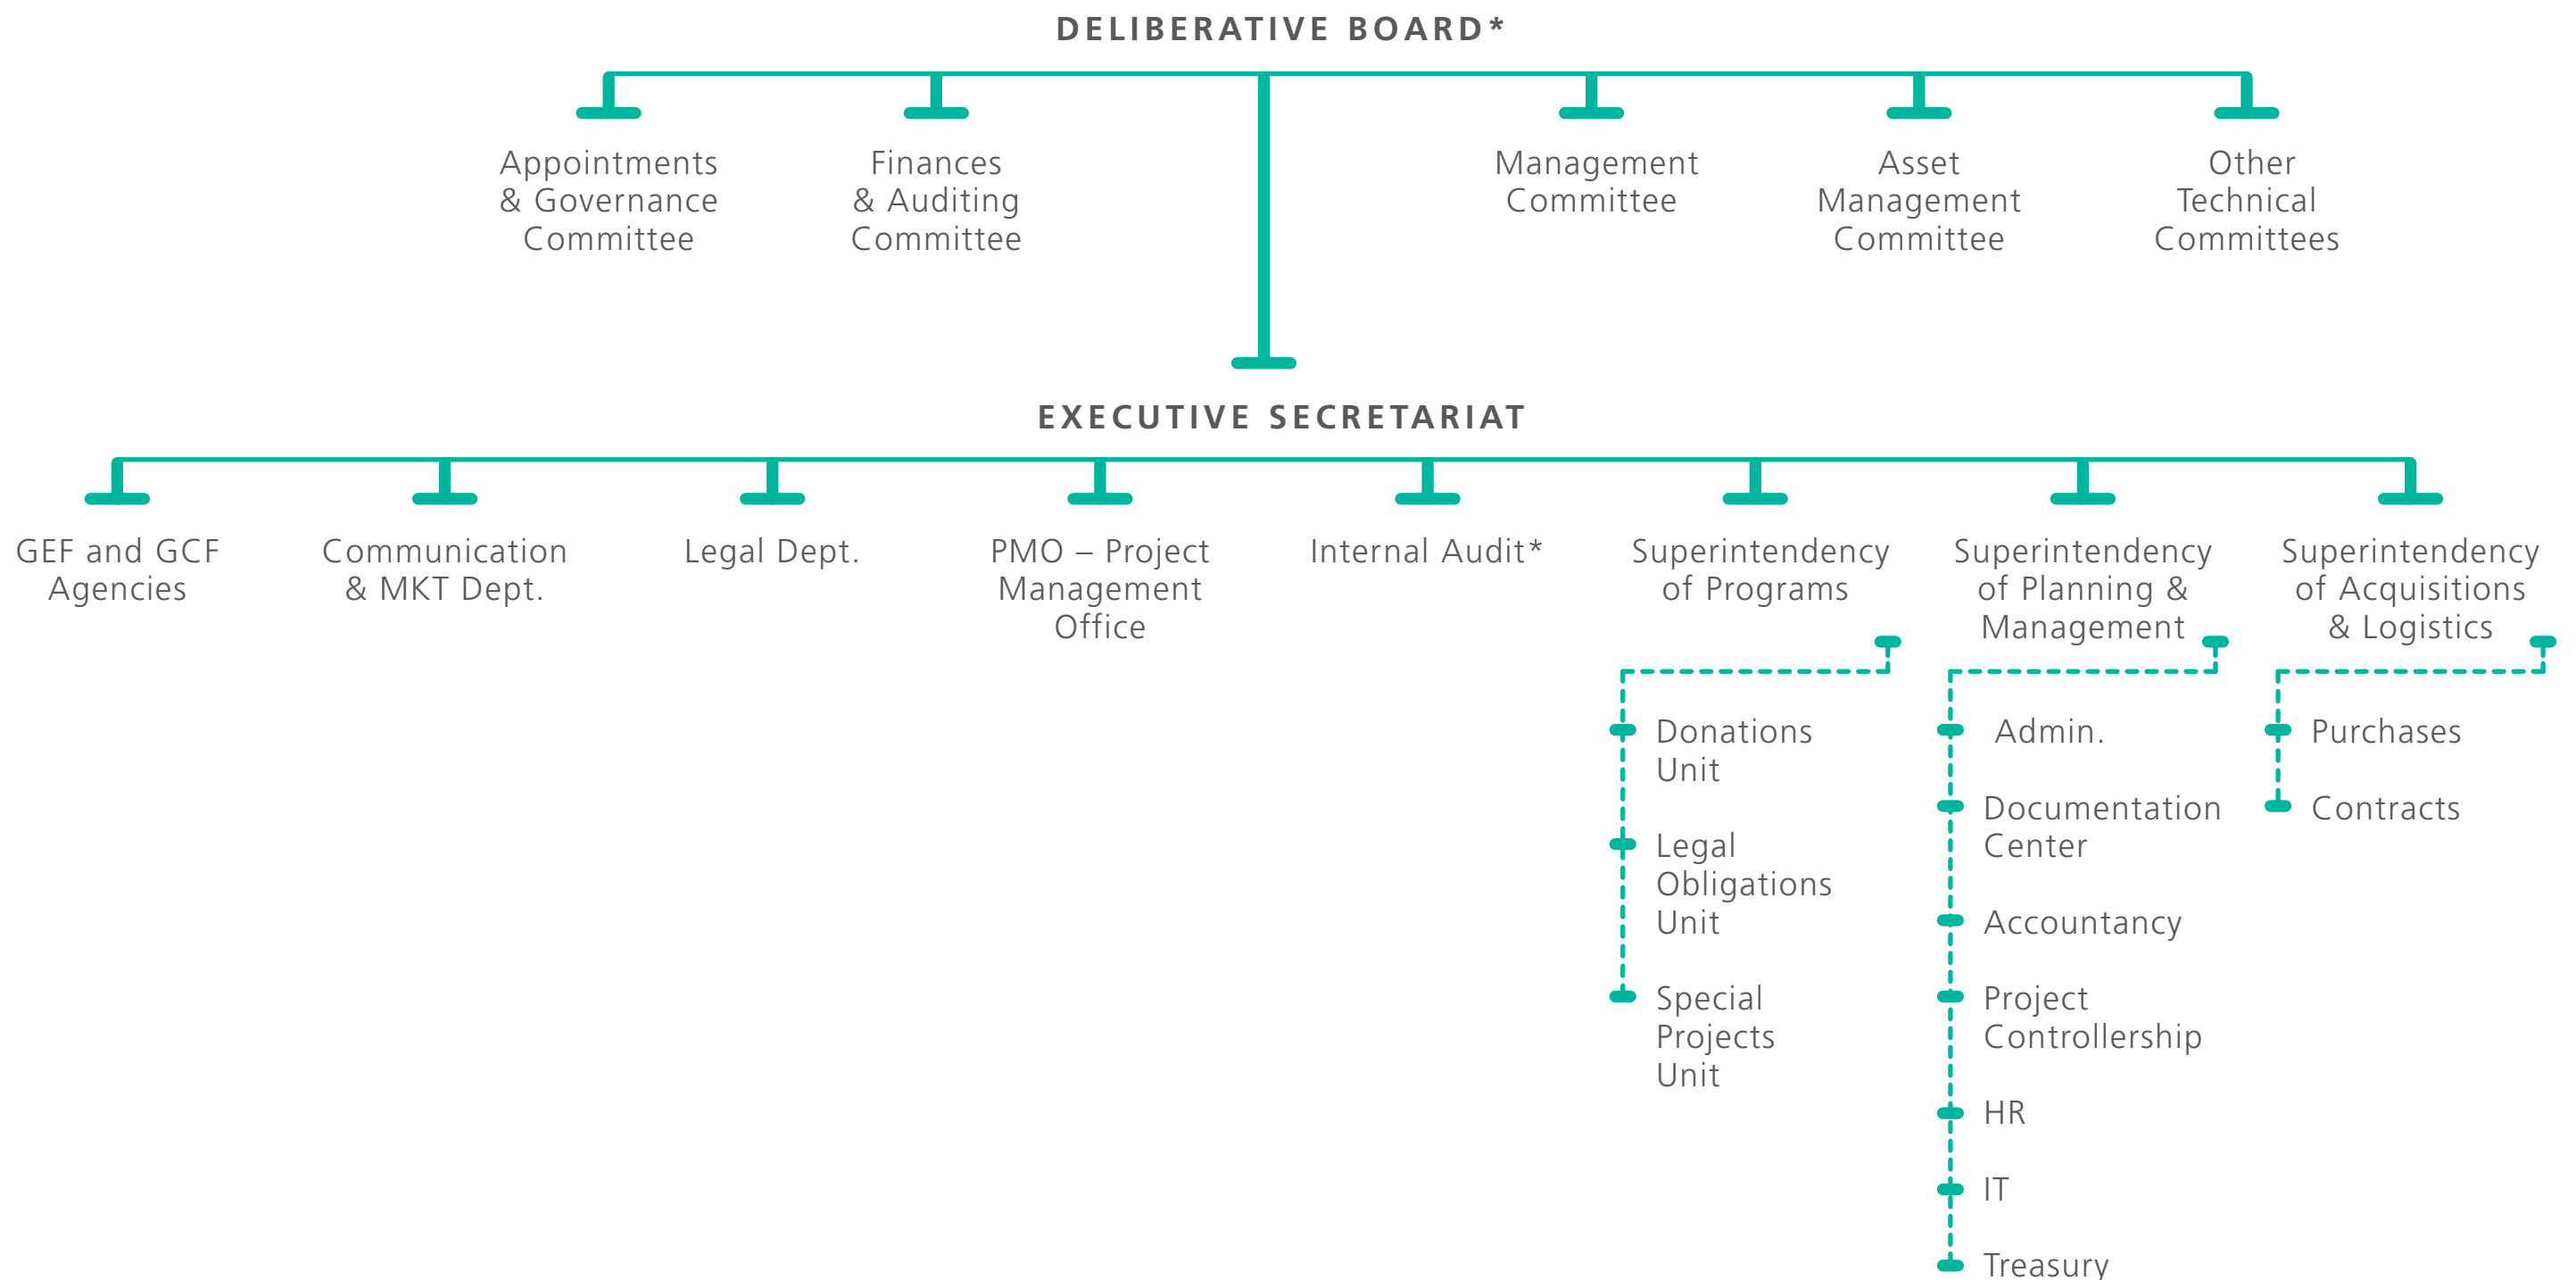 DELIBERATIVE BOARD*
Appointments
& Governance
Committee
Finances
& Auditing
Committee
Management
Committee
Asset
Management
Committee
Other
Technical
Committees
EXECUTIVE SECRETARIAT
GEF and GCF
Agencies
Communication
& MKT Dept.
Legal Dept.
PMO – Project
Management
Office
Internal Audit*
Superintendency
of Programs
Superintendency
of Planning &
Management
Superintendency
of Acquisitions
& Logistics
Donations
Unit
Legal
Obligations
Unit
Special
Projects
Unit
Admin.
Documentation
Center
Accountancy
Project
Controllership
HR
IT
Treasury
Purchases
Contracts